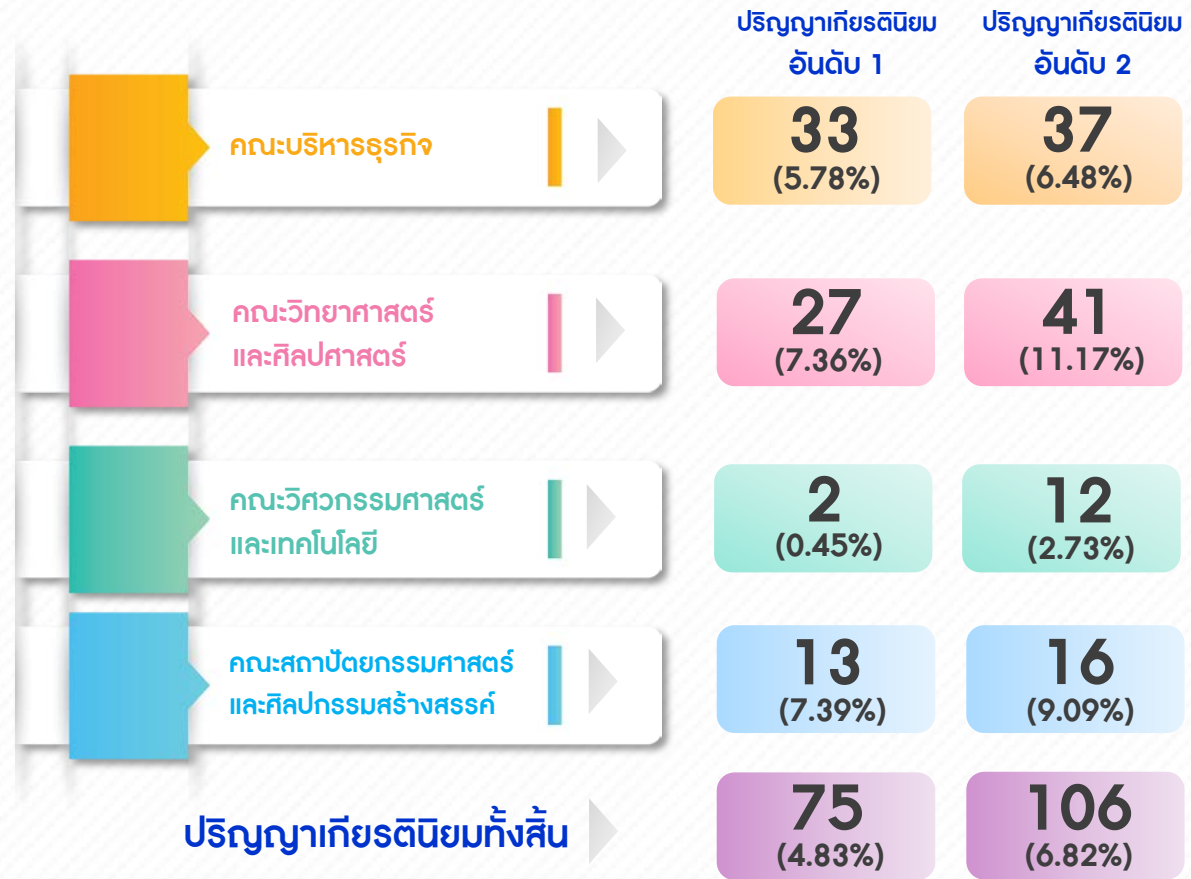 ปริญญาเกียรตินิยม ปริญญาเกียรตินิยม
อันดับ 1 อันดับ 2
คณะบริหารธุรกิจ
33 37
(5.78%) (6.48%)
คณะวิทยาศาสตร์
และศิลปศาสตร์
27 41
(7.36%) (11.17%)
คณะวิศวกรรมศาสตร์
และเทคโนโลยี
2 12
(0.45%) (2.73%)
คณะสถาปัตยกรรมศาสตร์
และศิลปกรรมสร้างสรรค์
13 16
(7.39%) (9.09%)
ปริญญาเกียรตินิยมทั้งสิ้น
75 106
(4.83%) (6.82%)